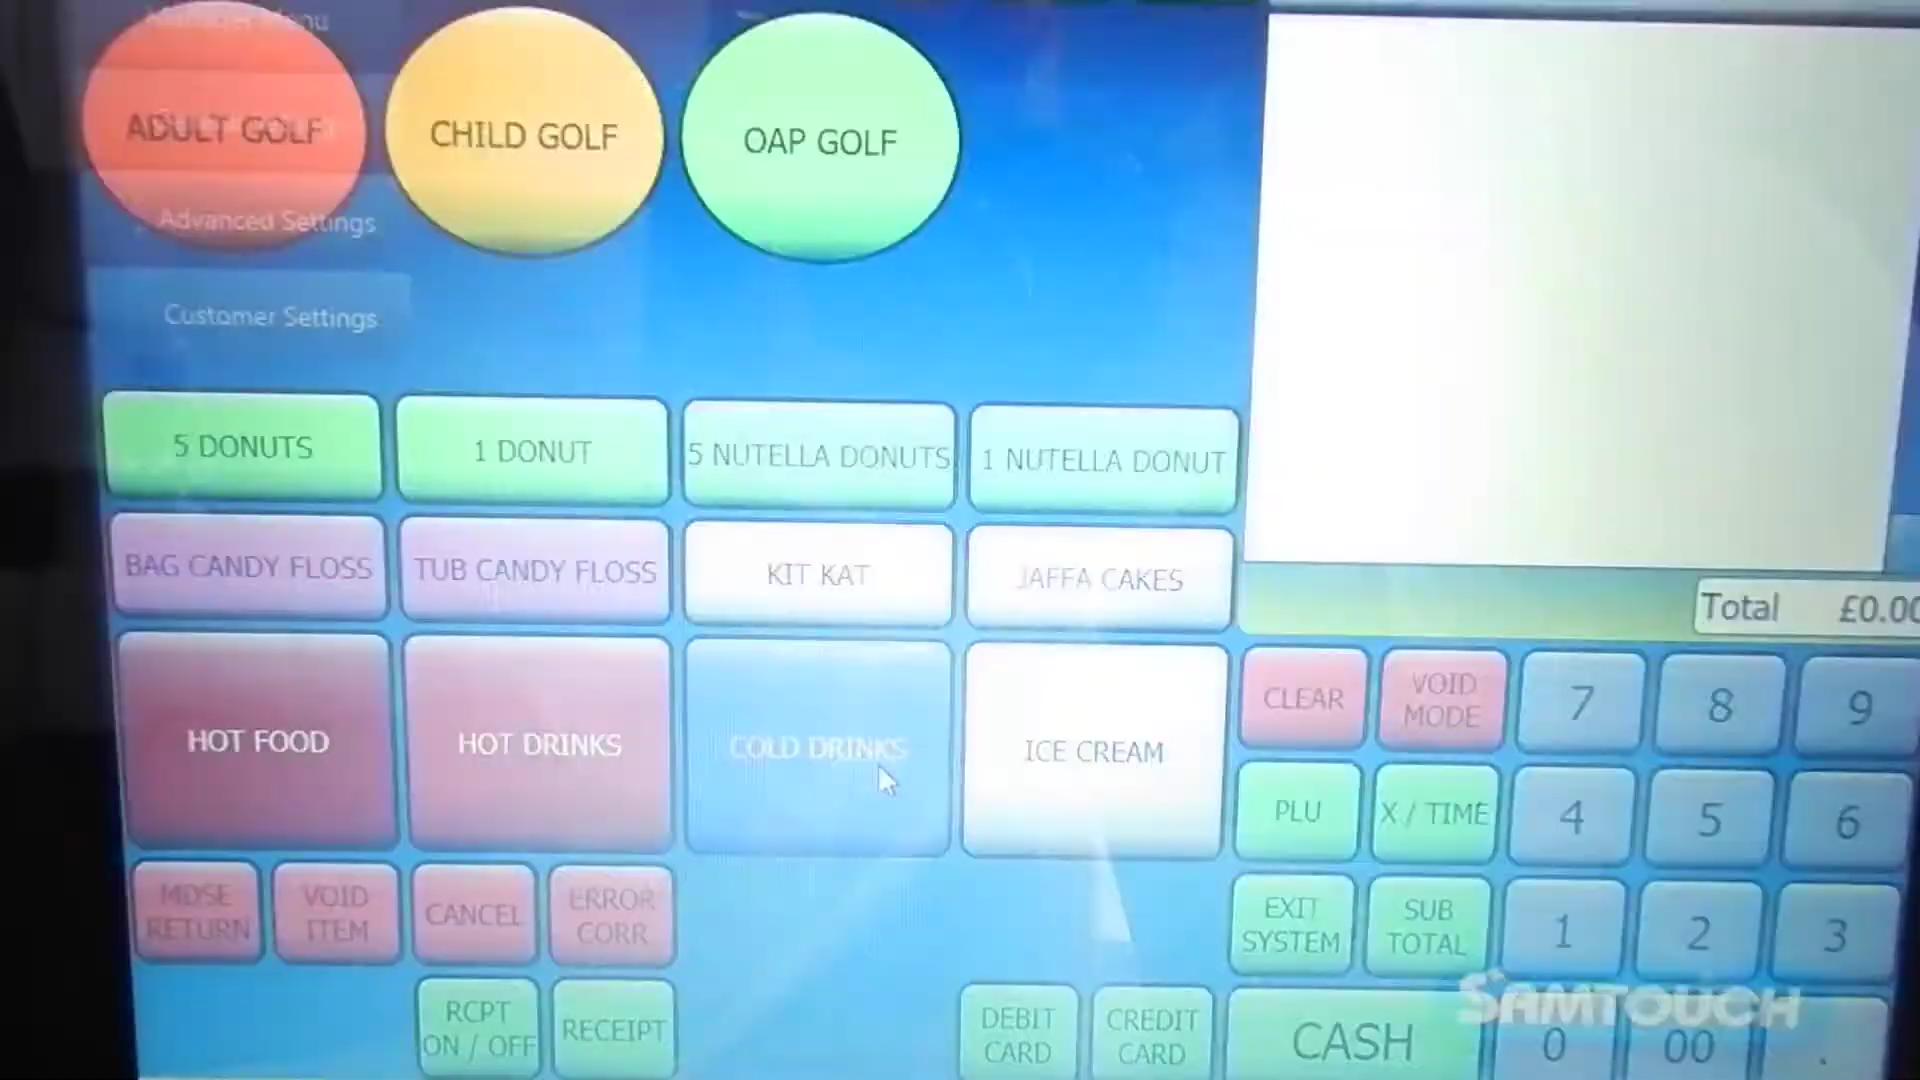 Manager Menu
ADULT GOLF
CHILD GOLF
OAP GOLF
Advanced Settings
Customer Settings
5 DONUTS
1 DONUT
5 NUTELLA DONUTS
1 NUTELLA DONUT
BAG CANDY FLOSS
TUB CANDY FLOSS
KIT KAT
JAFFA CAKES
Total £0.00
HOT FOOD
HOT DRINKS
COLD DRINKS
ICE CREAM
CLEAR
VOID
MODE
7
8
9
PLU
X / TIME
4
5
6
MDSE
RETURN
VOID
ITEM
CANCEL
ERROR
CORR
EXIT
SYSTEM
SUB
TOTAL
1
2
3
RCPT
ON / OFF
RECEIPT
DEBIT
CARD
CREDIT
CARD
CASH
0
00
.
SAMTOUCH